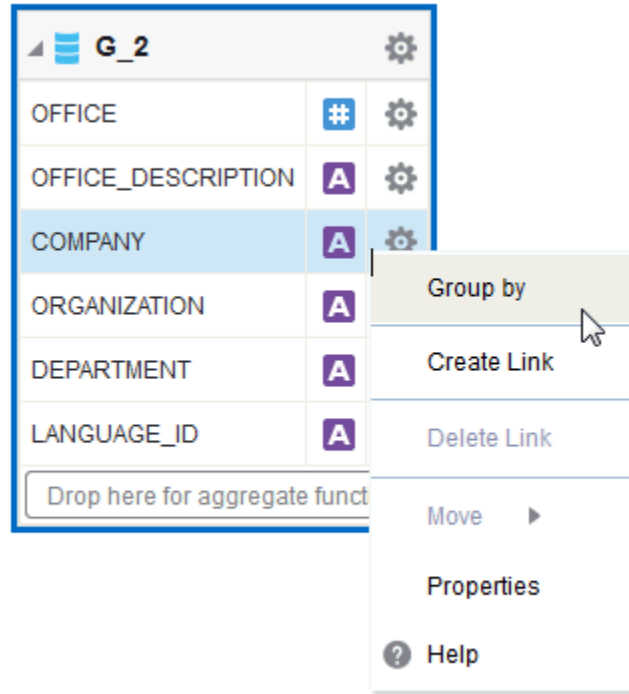 G_2
OFFICE #
OFFICE_DESCRIPTION A
COMPANY A
ORGANIZATION A
DEPARTMENT A
LANGUAGE_ID A
Drop here for aggregate funct
Group by
Create Link
Delete Link
Move
Properties
? Help